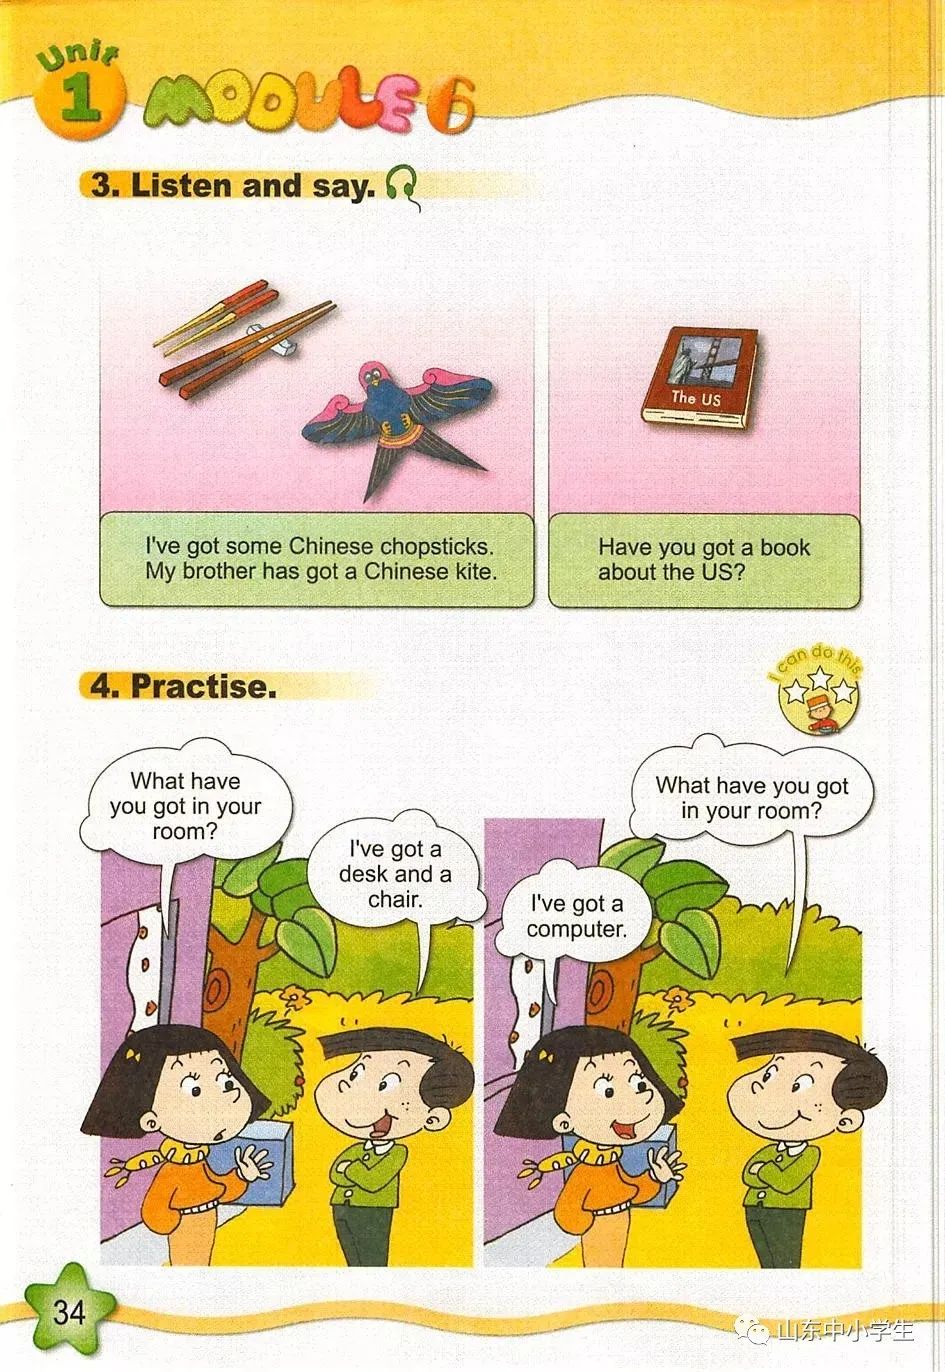 Unit
1 MODULE 6
3. Listen and say.
The US
I've got some Chinese chopsticks.
My brother has got a Chinese kite.
Have you got a book
about the US?
4. Practise.
I can do this.
What have
you got in your
room?
I've got a
desk and a
chair.
What have you got
in your room?
I've got a
computer.
34
山东中小学生